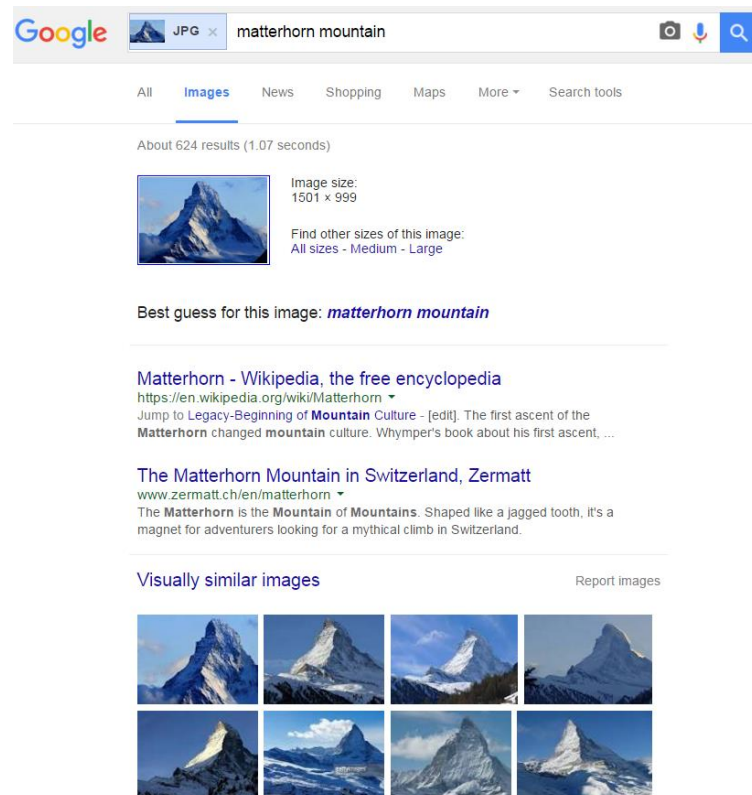 Google JPG × matterhorn mountain
All Images News Shopping Maps More Search tools
About 624 results (1.07 seconds)
Image size:
1501 × 999
Find other sizes of this image:
All sizes - Medium - Large
Best guess for this image: matterhorn mountain
Matterhorn - Wikipedia, the free encyclopedia
https://en.wikipedia.org/wiki/Matterhorn
Jump to Legacy-Beginning of Mountain Culture - [edit]. The first ascent of the
Matterhorn changed mountain culture. Whymper's book about his first ascent, ...
The Matterhorn Mountain in Switzerland, Zermatt
www.zermatt.ch/en/matterhorn
The Matterhorn is the Mountain of Mountains. Shaped like a jagged tooth, it's a
magnet for adventurers looking for a mythical climb in Switzerland.
Visually similar images Report images